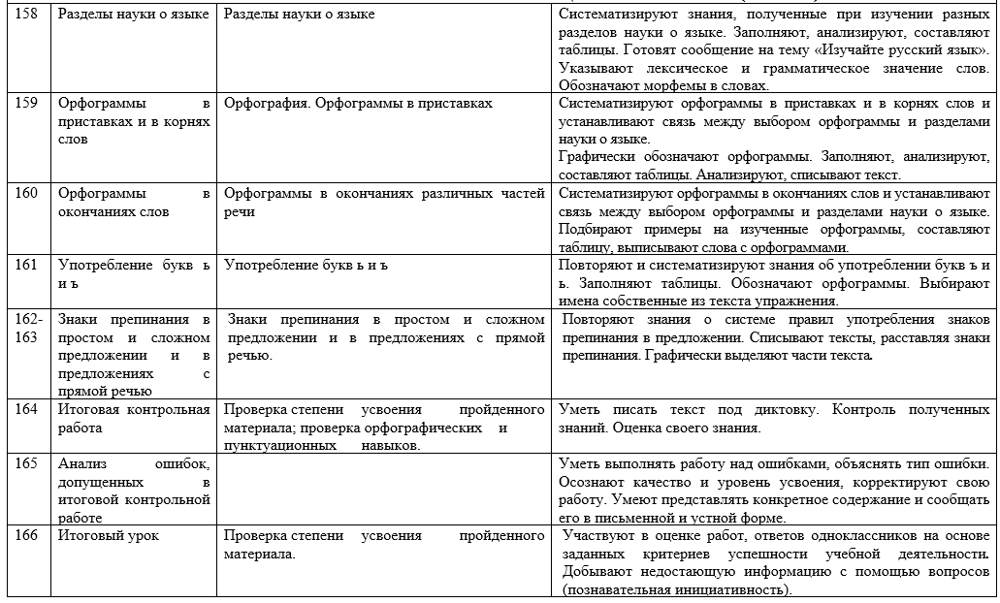 158
Разделы науки о языке
Разделы науки о языке
Систематизируют знания, полученные при изучении разных
разделов науки о языке. Заполняют, анализируют, составляют
таблицы. Готовят сообщение на тему «Изучайте русский язык».
Указывают лексическое и грамматическое значение слов.
Обозначают морфемы в словах.
159
Орфограммы в
приставках и в корнях
слов
Орфография. Орфограммы в приставках
Систематизируют орфограммы в приставках и в корнях слов и
устанавливают связь между выбором орфограммы и разделами
науки о языке.
Графически обозначают орфограммы. Заполняют, анализируют,
составляют таблицы. Анализируют, списывают текст.
160
Орфограммы в
окончаниях слов
Орфограммы в окончаниях различных частей
речи
Систематизируют орфограммы в окончаниях слов и устанавливают
связь между выбором орфограммы и разделами науки о языке.
Подбирают примеры на изученные орфограммы, составляют
таблицу, выписывают слова с орфограммами.
161
Употребление букв ь
и ъ
Употребление букв ь и ъ
Повторяют и систематизируют знания об употреблении букв ъ и
ь. Заполняют таблицы. Обозначают орфограммы. Выбирают
имена собственные из текста упражнения.
162-
163
Знаки препинания в
простом и сложном
предложении и в
предложениях с
прямой речью
Знаки препинания в простом и сложном
предложении и в предложениях с прямой
речью.
Повторяют знания о системе правил употребления знаков
препинания в предложении. Списывают тексты, расставляя знаки
препинания. Графически выделяют части текста.
164
Итоговая контрольная
работа
Проверка степени усвоения пройденного
материала; проверка орфографических и
пунктуационных навыков.
Уметь писать текст под диктовку. Контроль полученных
знаний. Оценка своего знания.
165
Анализ ошибок,
допущенных в
итоговой контрольной
работе
Уметь выполнять работу над ошибками, объяснять тип ошибки.
Осознают качество и уровень усвоения, корректируют свою
работу. Умеют представлять конкретное содержание и сообщать
его в письменной и устной форме.
166
Итоговый урок
Проверка степени усвоения пройденного
материала.
Участвуют в оценке работ, ответов одноклассников на основе
заданных критериев успешности учебной деятельности.
Добывают недостающую информацию с помощью вопросов
(познавательная инициативность).